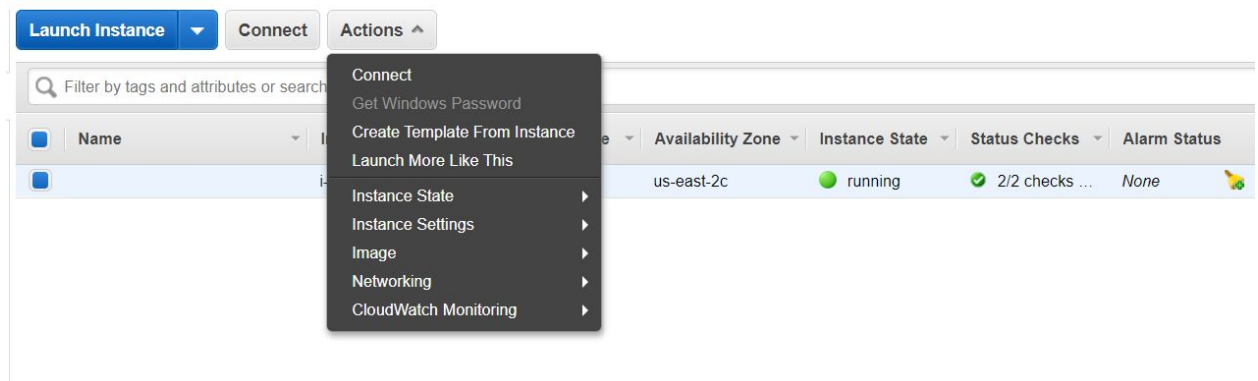 Launch Instance Connect Actions
Connect
Filter by tags and attributes or search
Get Windows Password
Create Template From Instance
Name Availability Zone Instance State Status Checks Alarm Status
Launch More Like This
us-east-2c running 2/2 checks ... None
Instance State
Instance Settings
Image
Networking
CloudWatch Monitoring